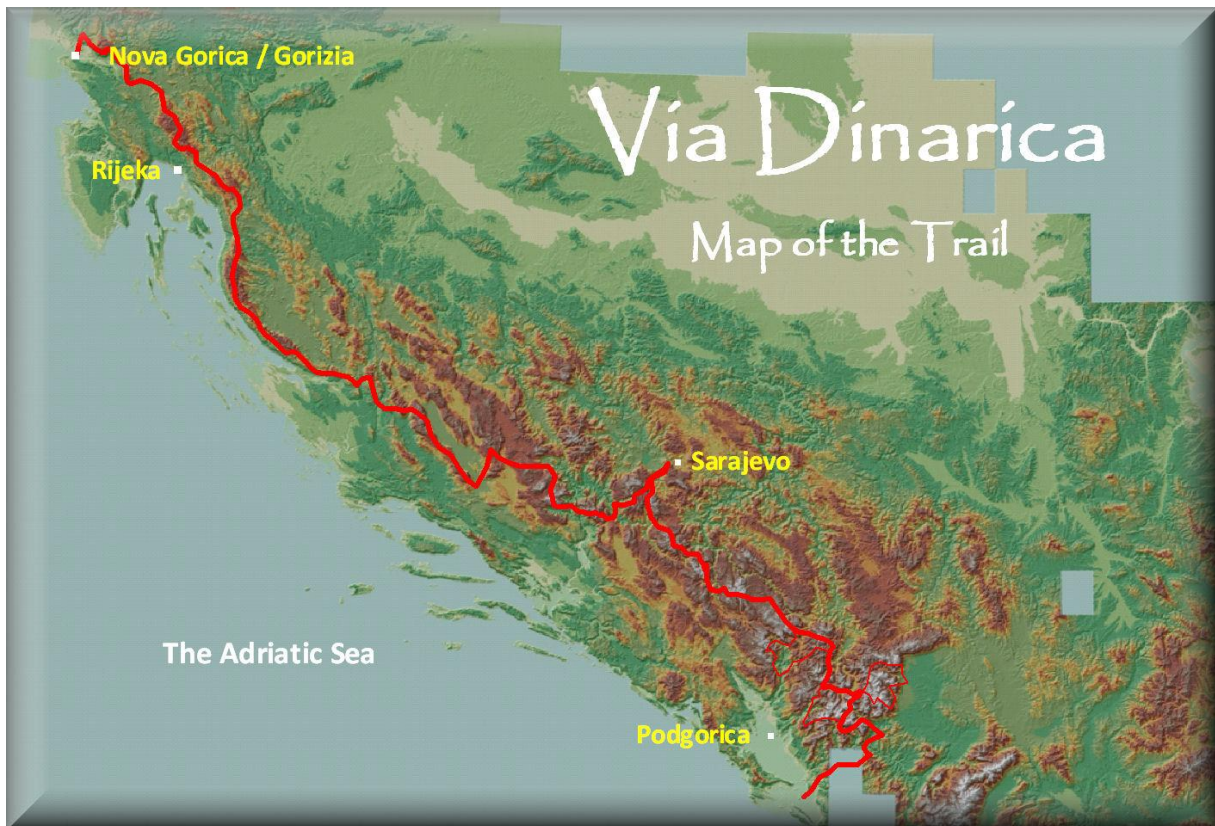 Nova Gorica / Gorizia
Via Dinarica
Rijeka
Map of the Trail
Sarajevo
The Adriatic Sea
Podgorica